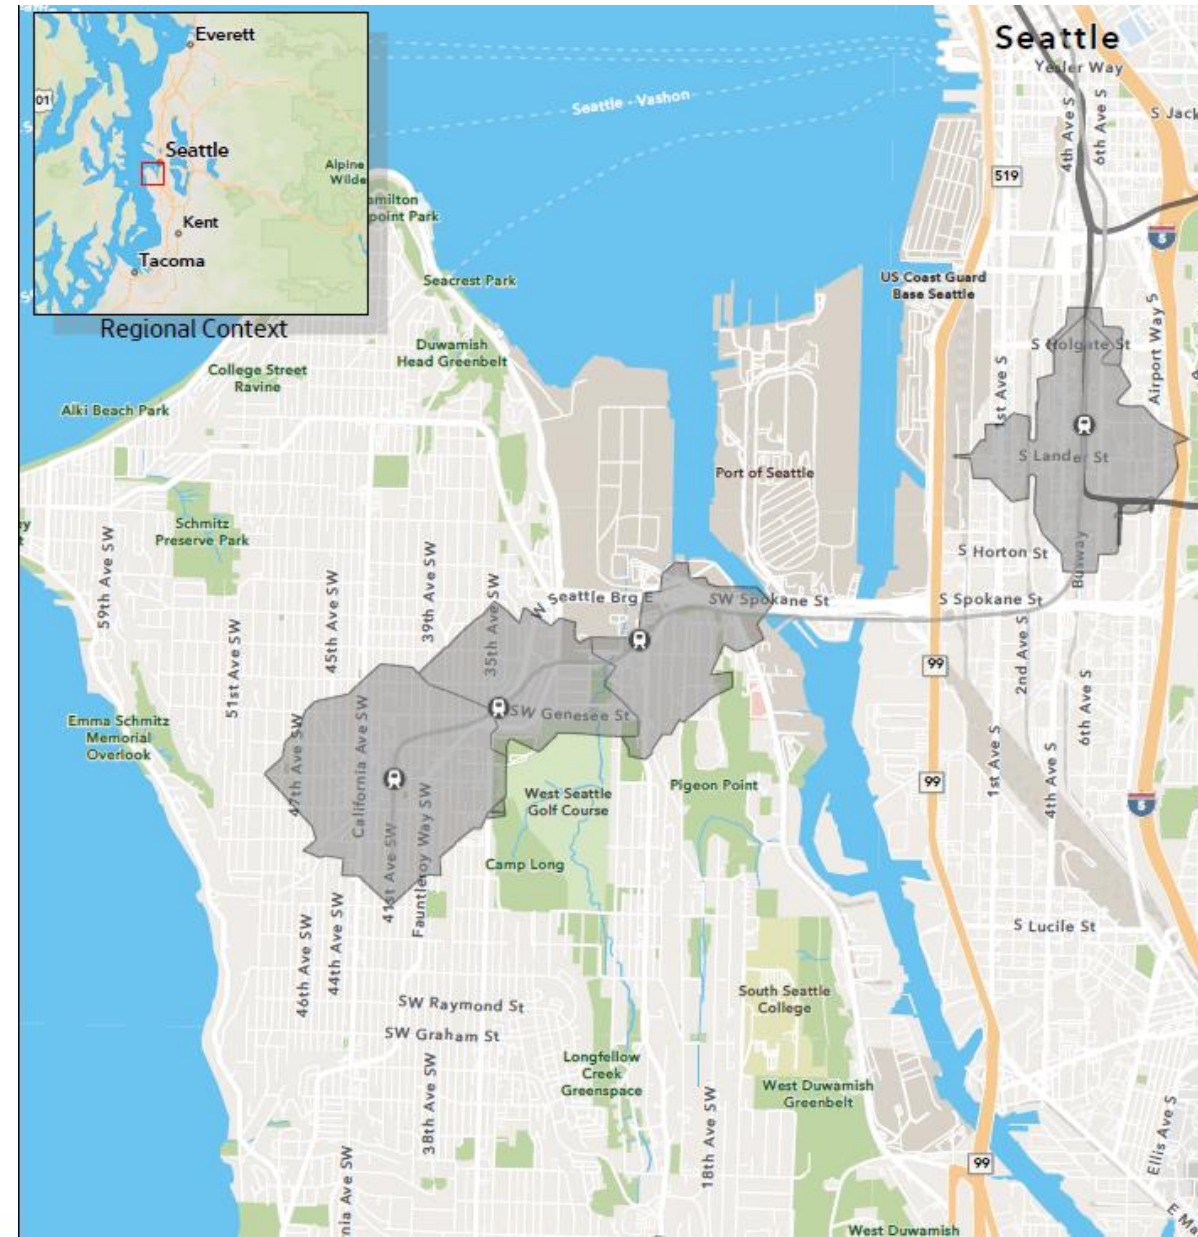 Everett
01
Seattle
Kent
Tacoma
Alpine
Wilde
Regional Context
Seattle
Yesler Way
Seattle - Vashon
4th Ave S
6th Ave S
S Jack
519
amilton
point Park
Seacrest Park
US Coast Guard
Base Seattle
5
Duwamish
Head Greenbelt
College Street
Ravine
Alki Beach Park
S Holgate St
1st Ave S
Airport Way S
S Lander St
Port of Seattle
Schmitz
Preserve Park
59th Ave SW
51st Ave SW
45th Ave SW
39th Ave SW
35th Ave SW
W Seattle Brg E
SW Spokane St
S Horton St
Busway
S Spokane St
99
2nd Ave S
6th Ave S
Emma Schmitz
Memorial
Overlook
47th Ave SW
California Ave SW
SW Genesee St
West Seattle
Golf Course
Pigeon Point
99
1st Ave S
4th Ave S
5
Camp Long
41st Ave SW
Fauntleroy Way SW
46th Ave SW
44th Ave SW
S Lucile St
SW Raymond St
SW Graham St
South Seattle
College
38th Ave SW
Longfellow
Creek
Greenspace
18th Ave SW
West Duwamish
Greenbelt
99
Ellis Ave S
nia Ave SW
West Duwamish
E Ma